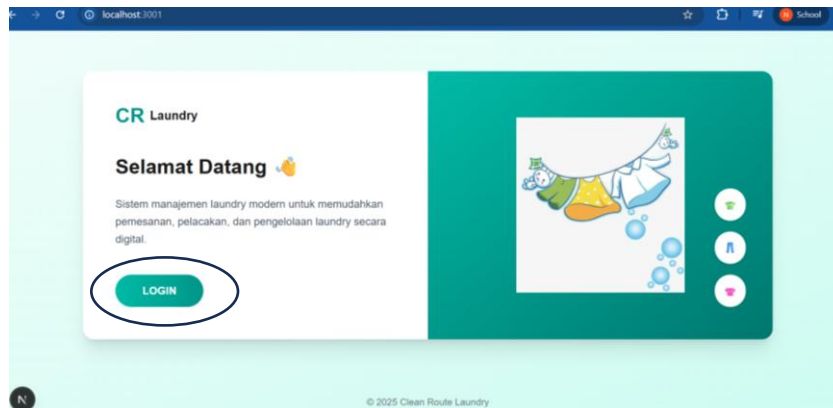 localhost:3001
N School
CR Laundry
Selamat Datang 👋
Sistem manajemen laundry modern untuk memudahkan
pemesanan, pelacakan, dan pengelolaan laundry secara
digital.
LOGIN
N
© 2025 Clean Route Laundry